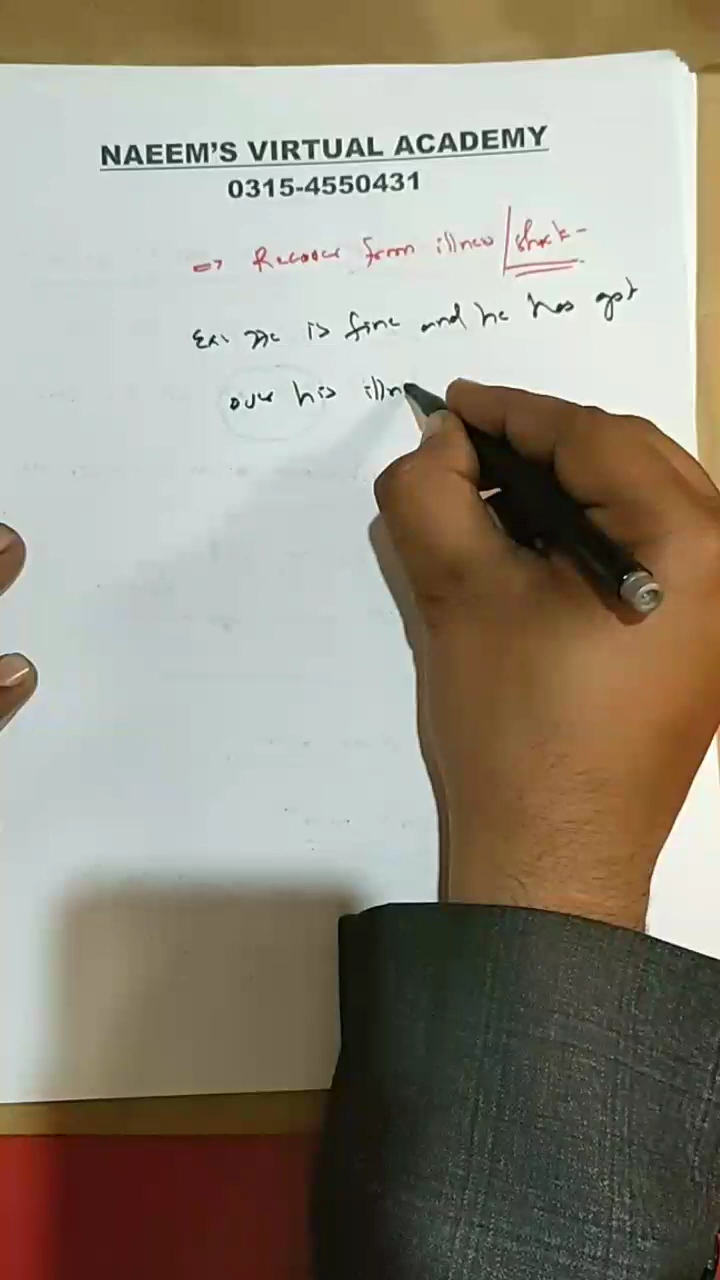 NAEEM'S VIRTUAL ACADEMY
0315-4550431
⇒ Recover from illness/shock-
Ex: He is fine and he has got
over his illn